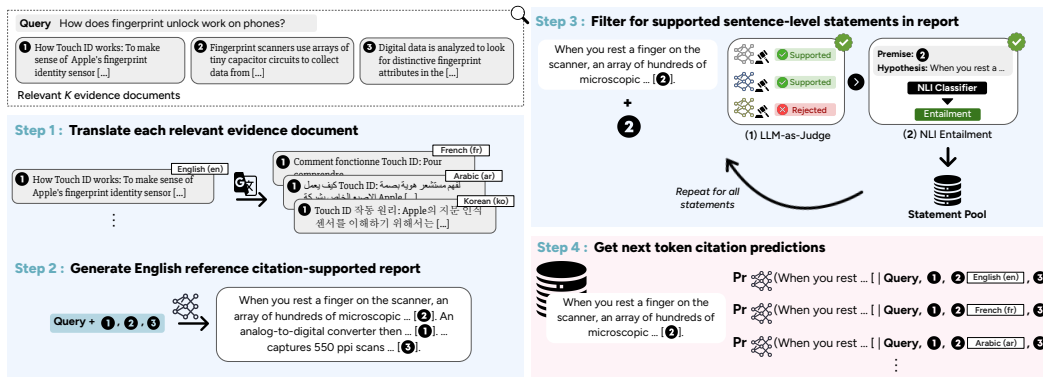 Query How does fingerprint unlock work on phones?
1 How Touch ID works: To make
sense of Apple's fingerprint
identity sensor [...]
2 Fingerprint scanners use arrays of
tiny capacitor circuits to collect
data from [...]
3 Digital data is analyzed to look
for distinctive fingerprint
attributes in the [...]
Relevant K evidence documents
Step 1 : Translate each relevant evidence document
English (en)
1 How Touch ID works: To make sense of
Apple's fingerprint identity sensor [...]
French (fr)
1 Comment fonctionne Touch ID: Pour
Arabic (ar)
1 كيف يعمل Touch ID: لفهم مستشعر هوية بصمة
Korean (ko)
1 Touch ID 작동 원리: Apple의 지문 인식
센서를 이해하기 위해서는 [...]
Step 2 : Generate English reference citation-supported report
Query + 1 , 2 , 3
When you rest a finger on the scanner, an
array of hundreds of microscopic ... [2]. An
analog-to-digital converter then ... [1]. ...
captures 550 ppi scans ... [3].
Step 3 : Filter for supported sentence-level statements in report
When you rest a finger on the
scanner, an array of hundreds of
microscopic ... [2].
+
2
Supported
Supported
Rejected
(1) LLM-as-Judge
Premise: 2
Hypothesis: When you rest a ...
NLI Classifier
Entailment
(2) NLI Entailment
Repeat for all
statements
Statement Pool
Step 4 : Get next token citation predictions
When you rest a finger on the
scanner, an array of hundreds of
microscopic ... [2].
Pr (When you rest ... [ | Query, 1, 2 English (en) , 3
Pr (When you rest ... [ | Query, 1, 2 French (fr) , 3
Pr (When you rest ... [ | Query, 1, 2 Arabic (ar) , 3